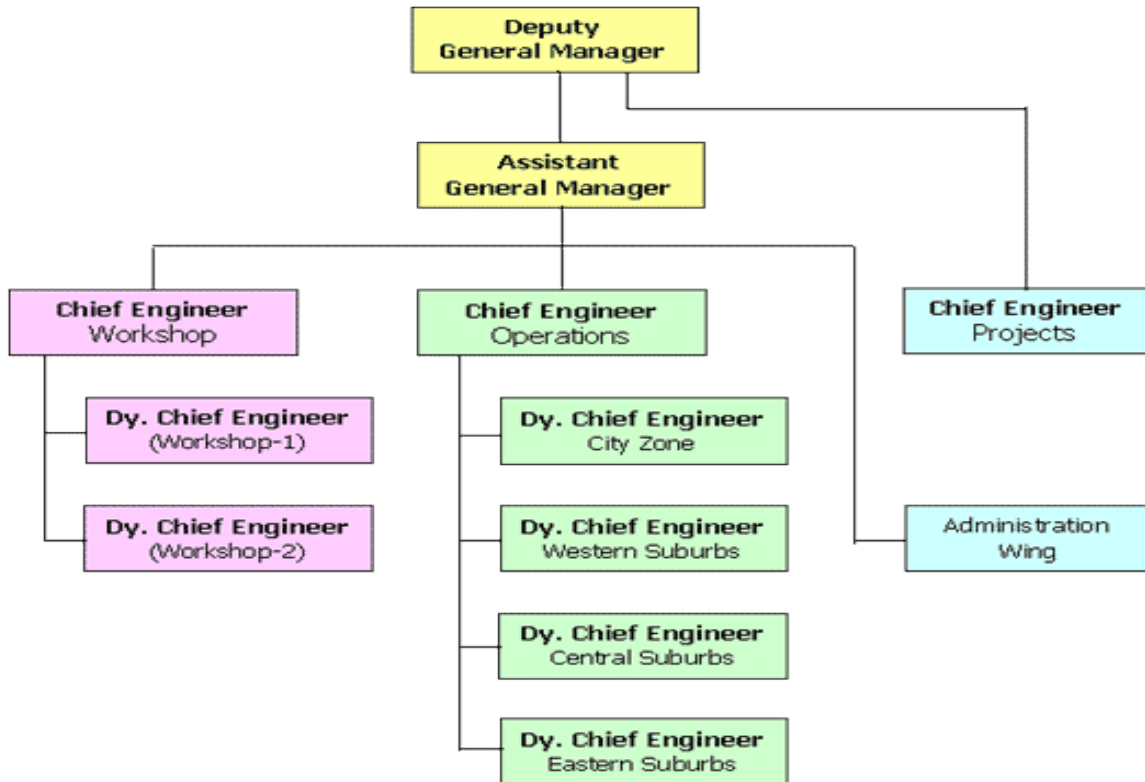 Deputy
General Manager
Assistant
General Manager
Chief Engineer
Workshop
Dy. Chief Engineer
(Workshop-1)
Dy. Chief Engineer
(Workshop-2)
Chief Engineer
Operations
Dy. Chief Engineer
City Zone
Dy. Chief Engineer
Western Suburbs
Dy. Chief Engineer
Central Suburbs
Dy. Chief Engineer
Eastern Suburbs
Chief Engineer
Projects
Administration
Wing